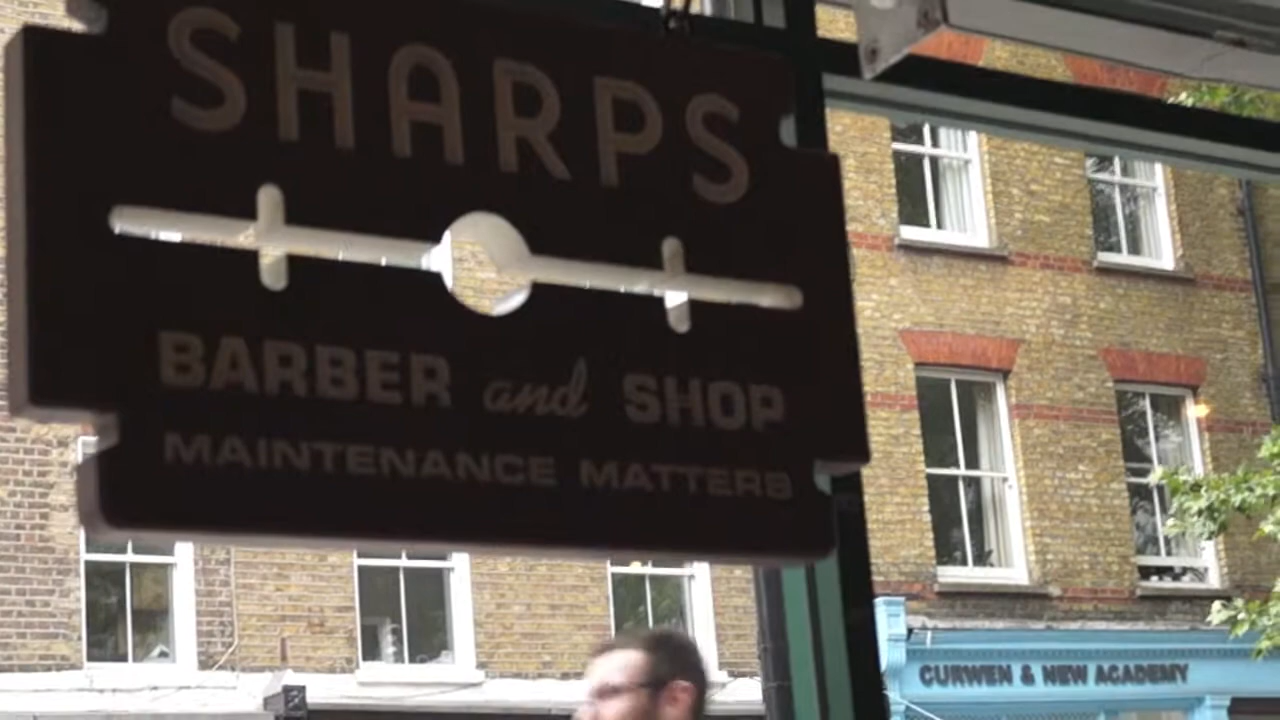 SHARPS
BARBER and SHOP
MAINTENANCE MATTERS
CURWEN & NEW ACADEMY